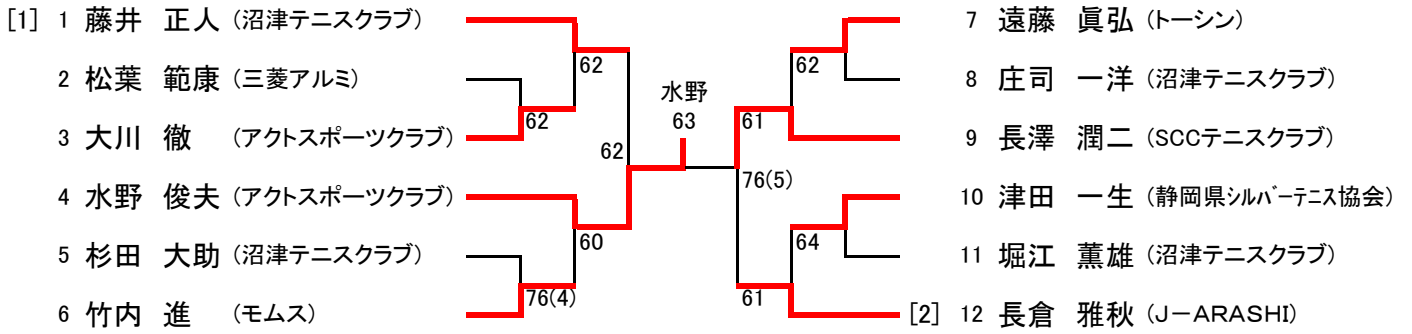 [1] 1 藤井 正人 (沼津テニスクラブ)
2 松葉 範康 (三菱アルミ)
3 大川 徹 (アクトスポーツクラブ)
4 水野 俊夫 (アクトスポーツクラブ)
5 杉田 大助 (沼津テニスクラブ)
6 竹内 進 (モムス)
62
62
62
60
76(4)
水野
63
62
61
76(5)
64
61
7 遠藤 眞弘 (トーシン)
8 庄司 一洋 (沼津テニスクラブ)
9 長澤 潤二 (SCCテニスクラブ)
10 津田 一生 (静岡県シルバーテニス協会)
11 堀江 薫雄 (沼津テニスクラブ)
[2] 12 長倉 雅秋 (J－ARASHI)